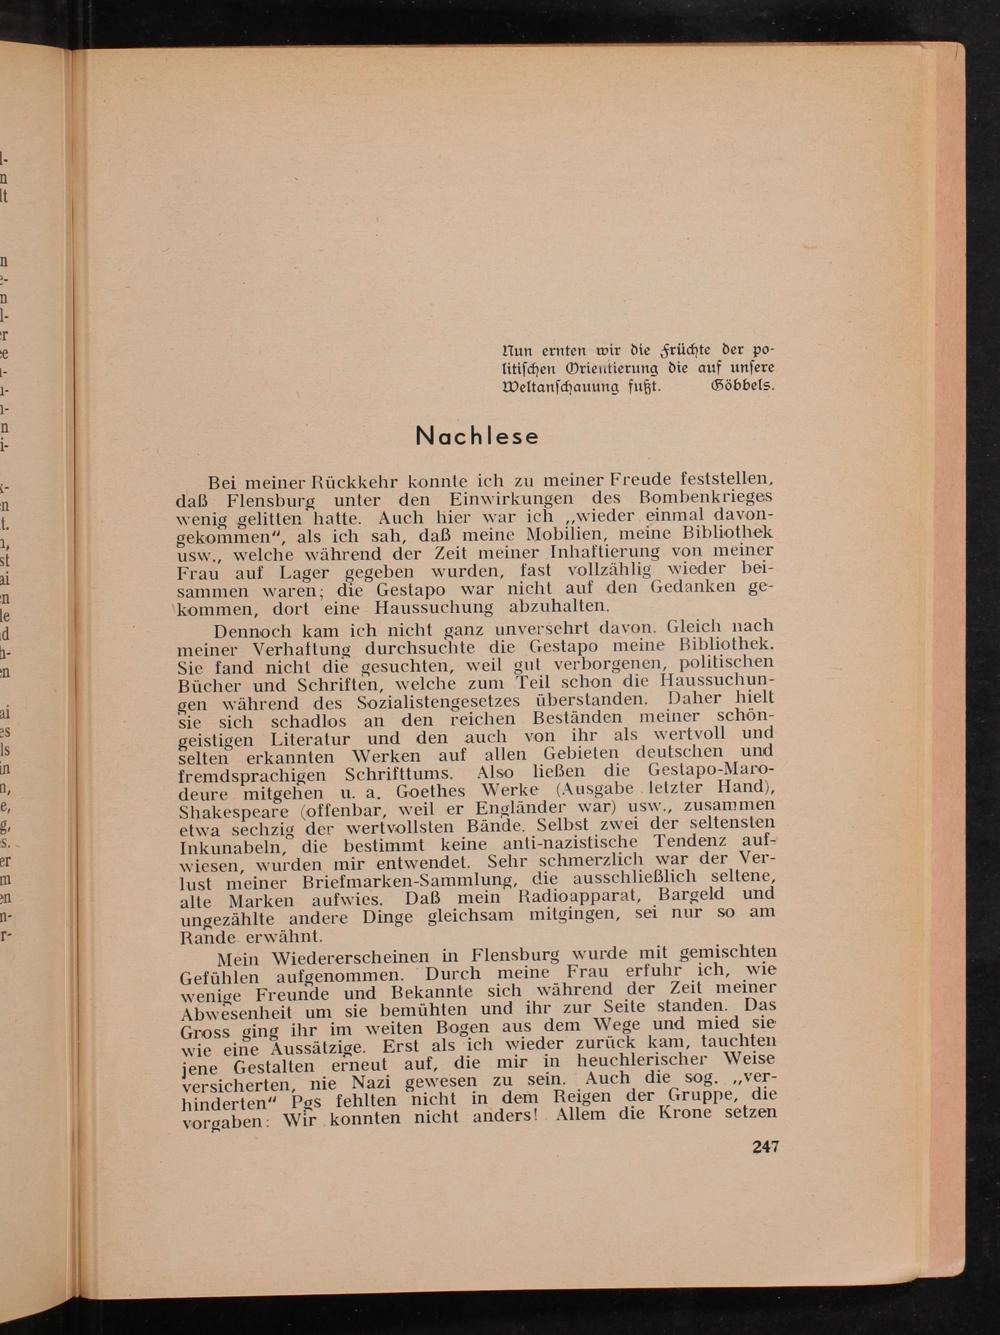 Nun ernten wir die Früchte der po-
litischen Orientierung die auf unsere
Weltanschauung fußt. Göbbels.
Nachlese
Bei meiner Rückkehr konnte ich zu meiner Freude feststellen,
daß Flensburg unter den Einwirkungen des Bombenkrieges
wenig gelitten hatte. Auch hier war ich „wieder einmal davon-
gekommen“, als ich sah, daß meine Mobilien, meine Bibliothek
usw., welche während der Zeit meiner Inhaftierung von meiner
Frau auf Lager gegeben wurden, fast vollzählig wieder bei-
sammen waren; die Gestapo war nicht auf den Gedanken ge-
kommen, dort eine Haussuchung abzuhalten.
Dennoch kam ich nicht ganz unversehrt davon. Gleich nach
meiner Verhaftung durchsuchte die Gestapo meine Bibliothek.
Sie fand nicht die gesuchten, weil gut verborgenen, politischen
Bücher und Schriften, welche zum Teil schon die Haussuchun-
gen während des Sozialistengesetzes überstanden. Daher hielt
sie sich schadlos an den reichen Beständen meiner schön-
geistigen Literatur und den auch von ihr als wertvoll und
selten erkannten Werken auf allen Gebieten deutschen und
fremdsprachigen Schrifttums. Also ließen die Gestapo-Maro-
deure mitgehen u. a. Goethes Werke (Ausgabe letzter Hand),
Shakespeare (offenbar, weil er Engländer war) usw., zusammen
etwa sechzig der wertvollsten Bände. Selbst zwei der seltensten
Inkunabeln, die bestimmt keine anti-nazistische Tendenz auf-
wiesen, wurden mir entwendet. Sehr schmerzlich war der Ver-
lust meiner Briefmarken-Sammlung, die ausschließlich seltene,
alte Marken aufwies. Daß mein Radioapparat, Bargeld und
ungezählte andere Dinge gleichsam mitgingen, sei nur so am
Rande erwähnt.
Mein Wiedererscheinen in Flensburg wurde mit gemischten
Gefühlen aufgenommen. Durch meine Frau erfuhr ich, wie
wenige Freunde und Bekannte sich während der Zeit meiner
Abwesenheit um sie bemühten und ihr zur Seite standen. Das
Gross ging ihr im weiten Bogen aus dem Wege und mied sie
wie eine Aussätzige. Erst als ich wieder zurück kam, tauchten
jene Gestalten erneut auf, die mir in heuchlerischer Weise
versicherten, nie Nazi gewesen zu sein. Auch die sog. „ver-
hinderten“ Pgs fehlten nicht in dem Reigen der Gruppe, die
vorgaben: Wir konnten nicht anders! Allem die Krone setzen
247